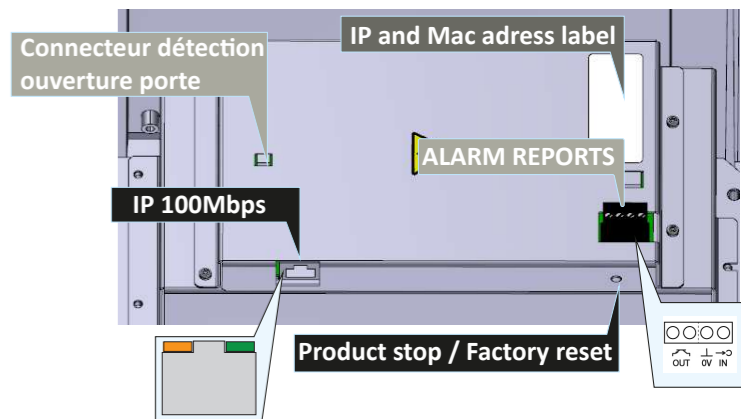 Connecteur détection
ouverture porte
IP and Mac adress label
ALARM REPORTS
IP 100Mbps
Product stop / Factory reset
OUT 0V IN